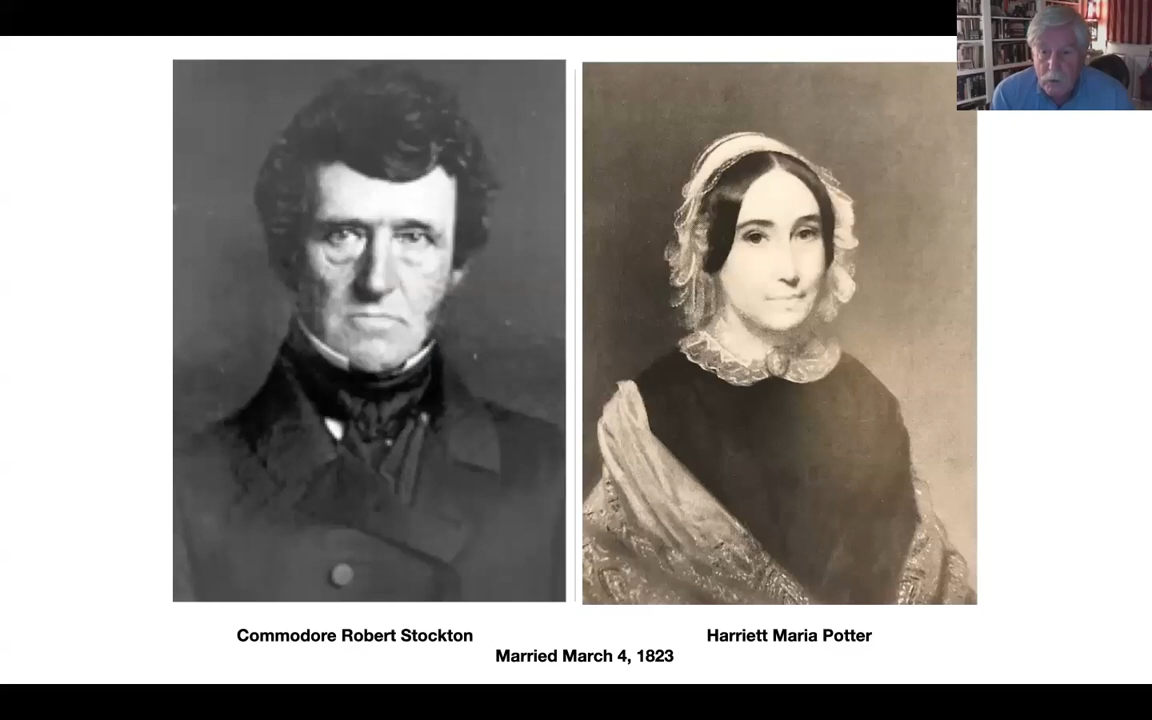 Commodore Robert Stockton
Harriett Maria Potter
Married March 4, 1823